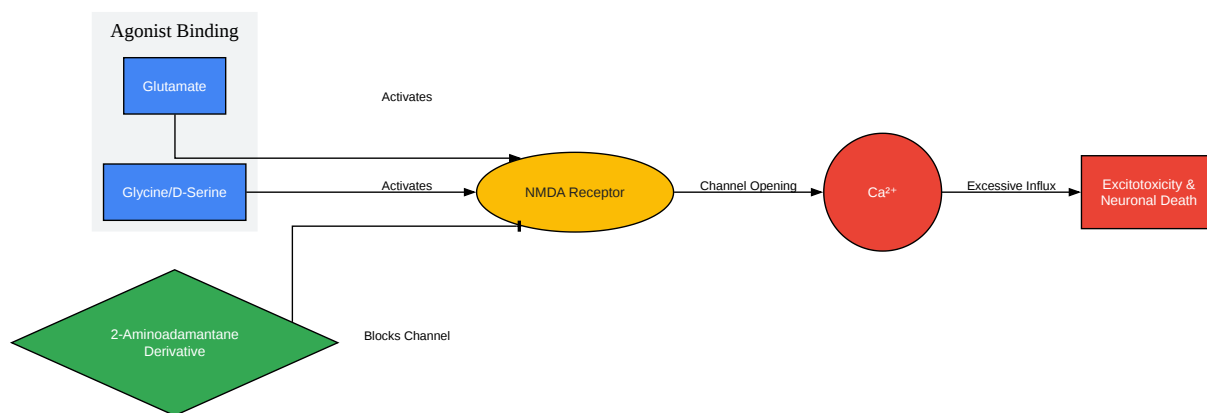 Agonist Binding
Glutamate
Activates
Glycine/D-Serine
Activates
NMDA Receptor
Channel Opening
Ca²⁺
Excessive Influx
Excitotoxicity &
Neuronal Death
2-Aminoadamantane
Derivative
Blocks Channel